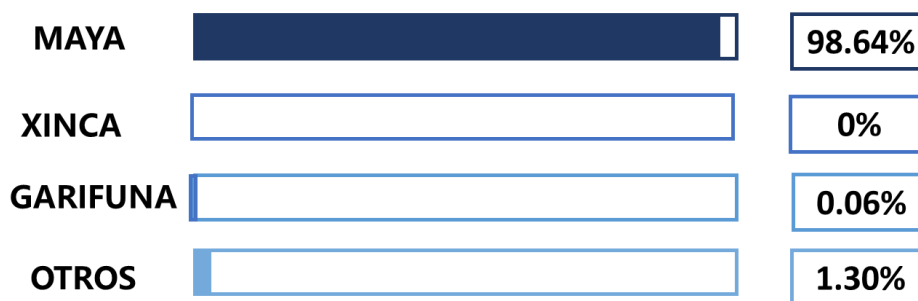 MAYA 98.64%
XINCA 0%
GARIFUNA 0.06%
OTROS 1.30%